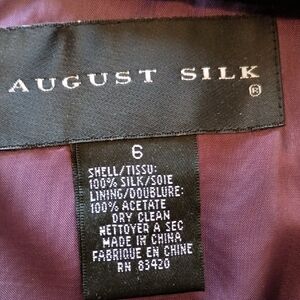 AUGUST SILK
®
6
SHELL/TISSU:
100% SILK/SOIE
LINING/DOUBLURE:
100% ACETATE
DRY CLEAN
NETTOYER A SEC
MADE IN CHINA
FABRIQUE EN CHINE
RN 83420